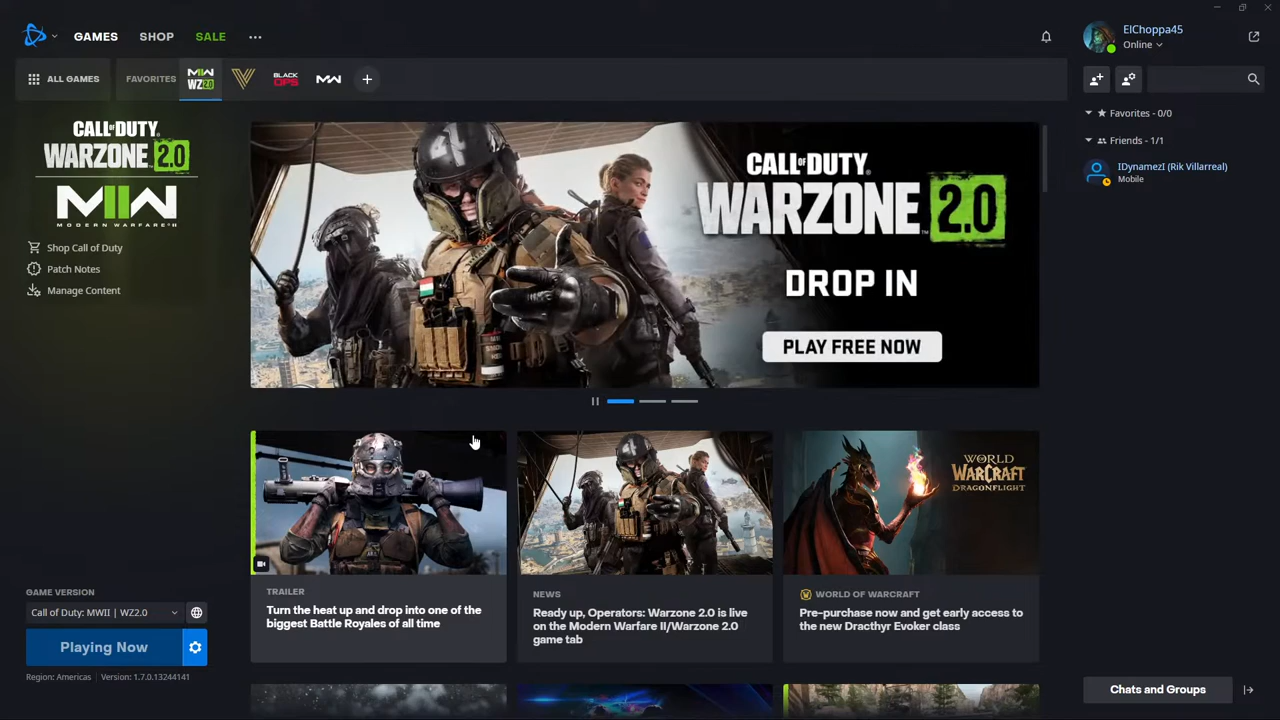 GAMES
SHOP
SALE
ElChoppa45
Online
ALL GAMES
FAVORITES
MW
WZ2.0
BLACK
OPS
MW
Favorites - 0/0
Friends - 1/1
IDynamezI (Rik Villarreal)
Mobile
CALL OF DUTY
WARZONE 2.0
MW
MODERN WARFARE II
Shop Call of Duty
Patch Notes
Manage Content
CALL OF DUTY
WARZONE 2.0
DROP IN
PLAY FREE NOW
TRAILER
Turn the heat up and drop into one of the
biggest Battle Royales of all time
NEWS
Ready up, Operators: Warzone 2.0 is live
on the Modern Warfare II/Warzone 2.0
game tab
WORLD
WARCRAFT
DRAGONFLIGHT
WORLD OF WARCRAFT
Pre-purchase now and get early access to
the new Dracthyr Evoker class
GAME VERSION
Call of Duty: MWII | WZ2.0
Playing Now
Region: Americas
Version: 1.7.0.13244141
Chats and Groups